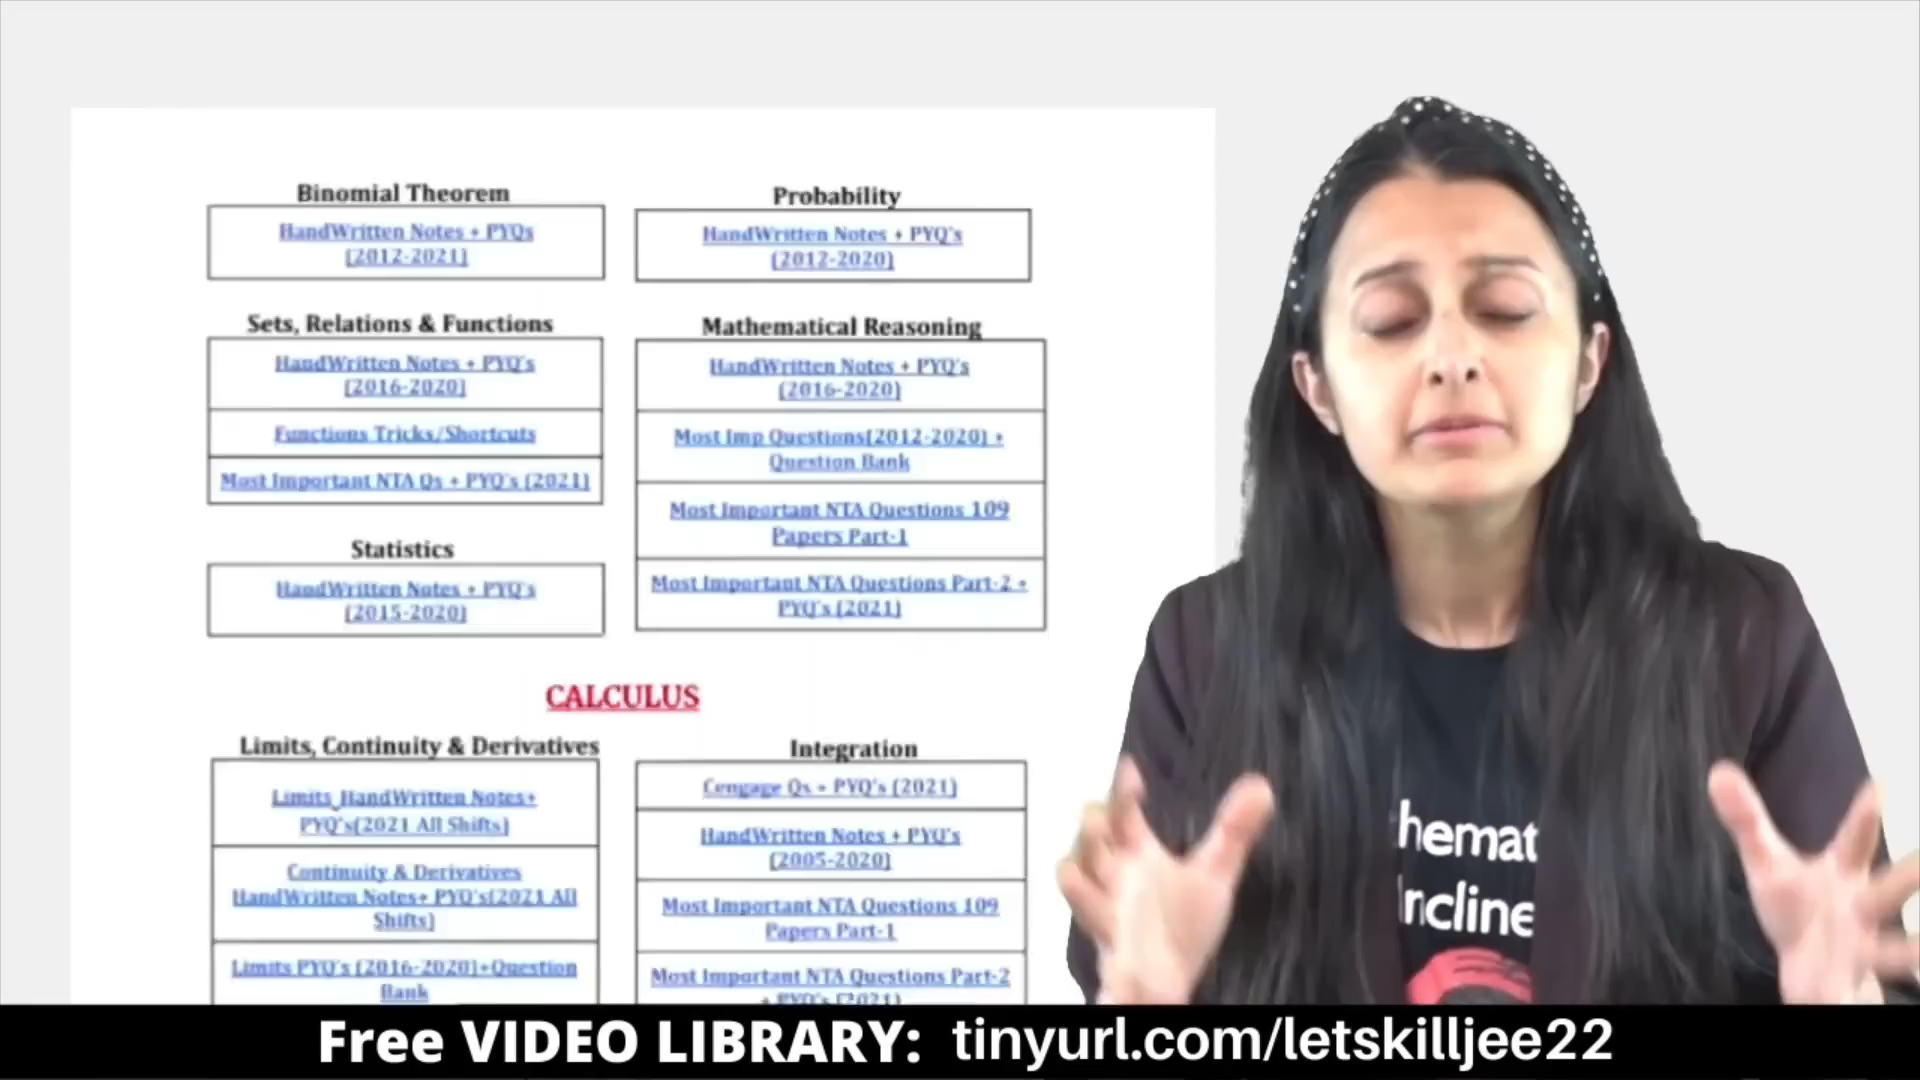 Binomial Theorem
HandWritten Notes + PYQs
(2012-2021)
Sets, Relations & Functions
HandWritten Notes + PYQ's
(2016-2020)
Functions Tricks/Shortcuts
Most Important NTA Qs + PYQ's (2021)
Statistics
HandWritten Notes + PYQ's
(2015-2020)
Probability
HandWritten Notes + PYQ's
(2012-2020)
Mathematical Reasoning
HandWritten Notes + PYQ's
(2016-2020)
Most Imp Questions(2012-2020) +
Question Bank
Most Important NTA Questions 109
Papers Part-1
Most Important NTA Questions Part-2 +
PYQ's (2021)
CALCULUS
Limits, Continuity & Derivatives
Limits HandWritten Notes+
PYQ's(2021 All Shifts)
Continuity & Derivatives
HandWritten Notes+ PYQ's(2021 All
Shifts)
Limits PYQ's (2016-2020)+Question
Bank
Integration
Cengage Qs + PYQ's (2021)
HandWritten Notes + PYQ's
(2005-2020)
Most Important NTA Questions 109
Papers Part-1
Most Important NTA Questions Part-2
+ PYQ's (2021)
hemat
incline
Free VIDEO LIBRARY: tinyurl.com/letskilljee22